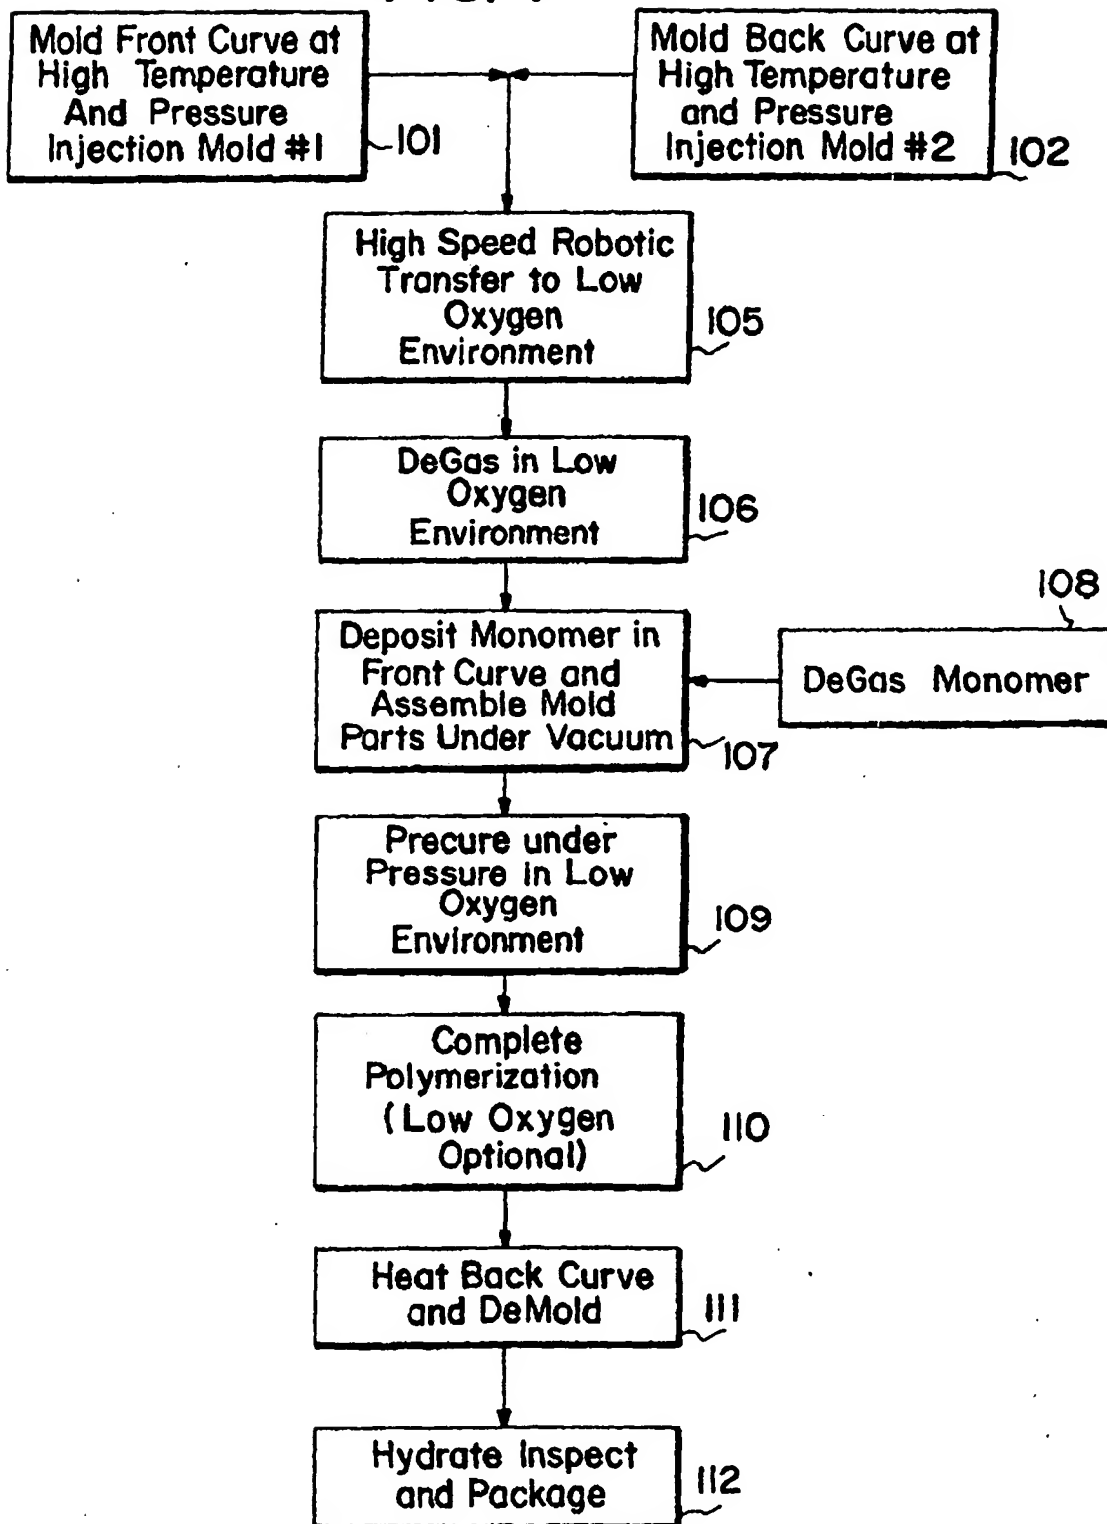 Mold Front Curve at
High Temperature
And Pressure
Injection Mold #1
101
Mold Back Curve at
High Temperature
and Pressure
Injection Mold #2
102
High Speed Robotic
Transfer to Low
Oxygen
Environment
105
DeGas in Low
Oxygen
Environment
106
Deposit Monomer in
Front Curve and
Assemble Mold
Parts Under Vacuum
107
108
DeGas Monomer
Precure under
Pressure in Low
Oxygen
Environment
109
Complete
Polymerization
(Low Oxygen
Optional)
110
Heat Back Curve
and DeMold
111
Hydrate Inspect
and Package
112